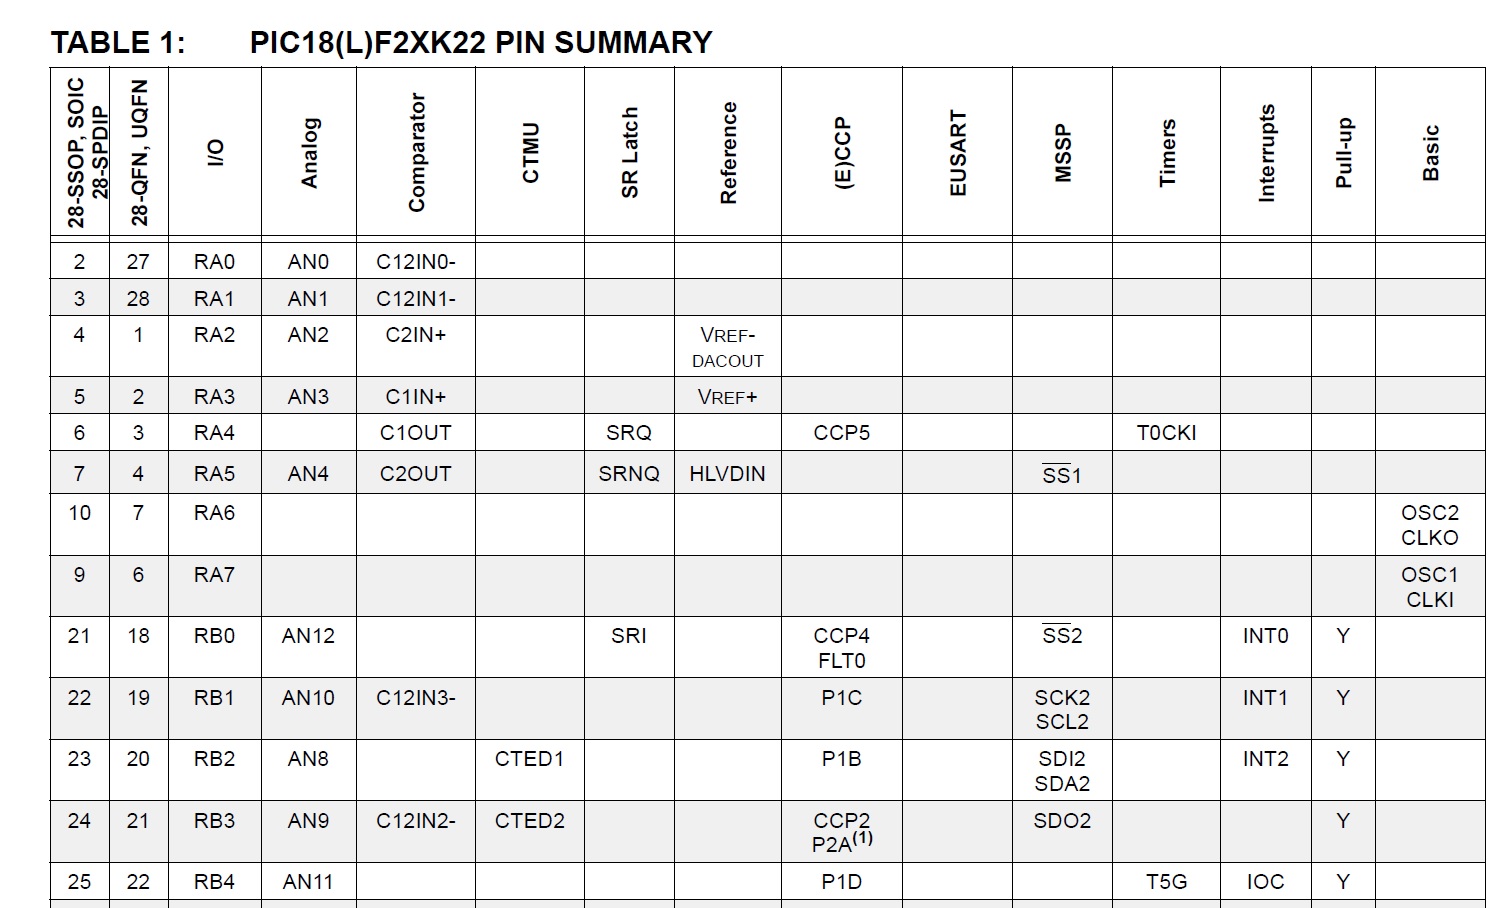 TABLE 1: PIC18(L)F2XK22 PIN SUMMARY
28-SSOP, SOIC
28-SPDIP
28-QFN, UQFN
I/O
Analog
Comparator
CTMU
SR Latch
Reference
(E)CCP
EUSART
MSSP
Timers
Interrupts
Pull-up
Basic
2 27 RA0 AN0 C12IN0-
3 28 RA1 AN1 C12IN1-
4 1 RA2 AN2 C2IN+ VREF-
DACOUT
5 2 RA3 AN3 C1IN+ VREF+
6 3 RA4 C1OUT SRQ CCP5 T0CKI
7 4 RA5 AN4 C2OUT SRNQ HLVDIN S̅S̅1
10 7 RA6 OSC2
CLKO
9 6 RA7 OSC1
CLKI
21 18 RB0 AN12 SRI CCP4 S̅S̅2 INT0 Y
FLT0
22 19 RB1 AN10 C12IN3- P1C SCK2 INT1 Y
SCL2
23 20 RB2 AN8 CTED1 P1B SDI2 INT2 Y
SDA2
24 21 RB3 AN9 C12IN2- CTED2 CCP2 SDO2 Y
P2A(1)
25 22 RB4 AN11 P1D T5G IOC Y